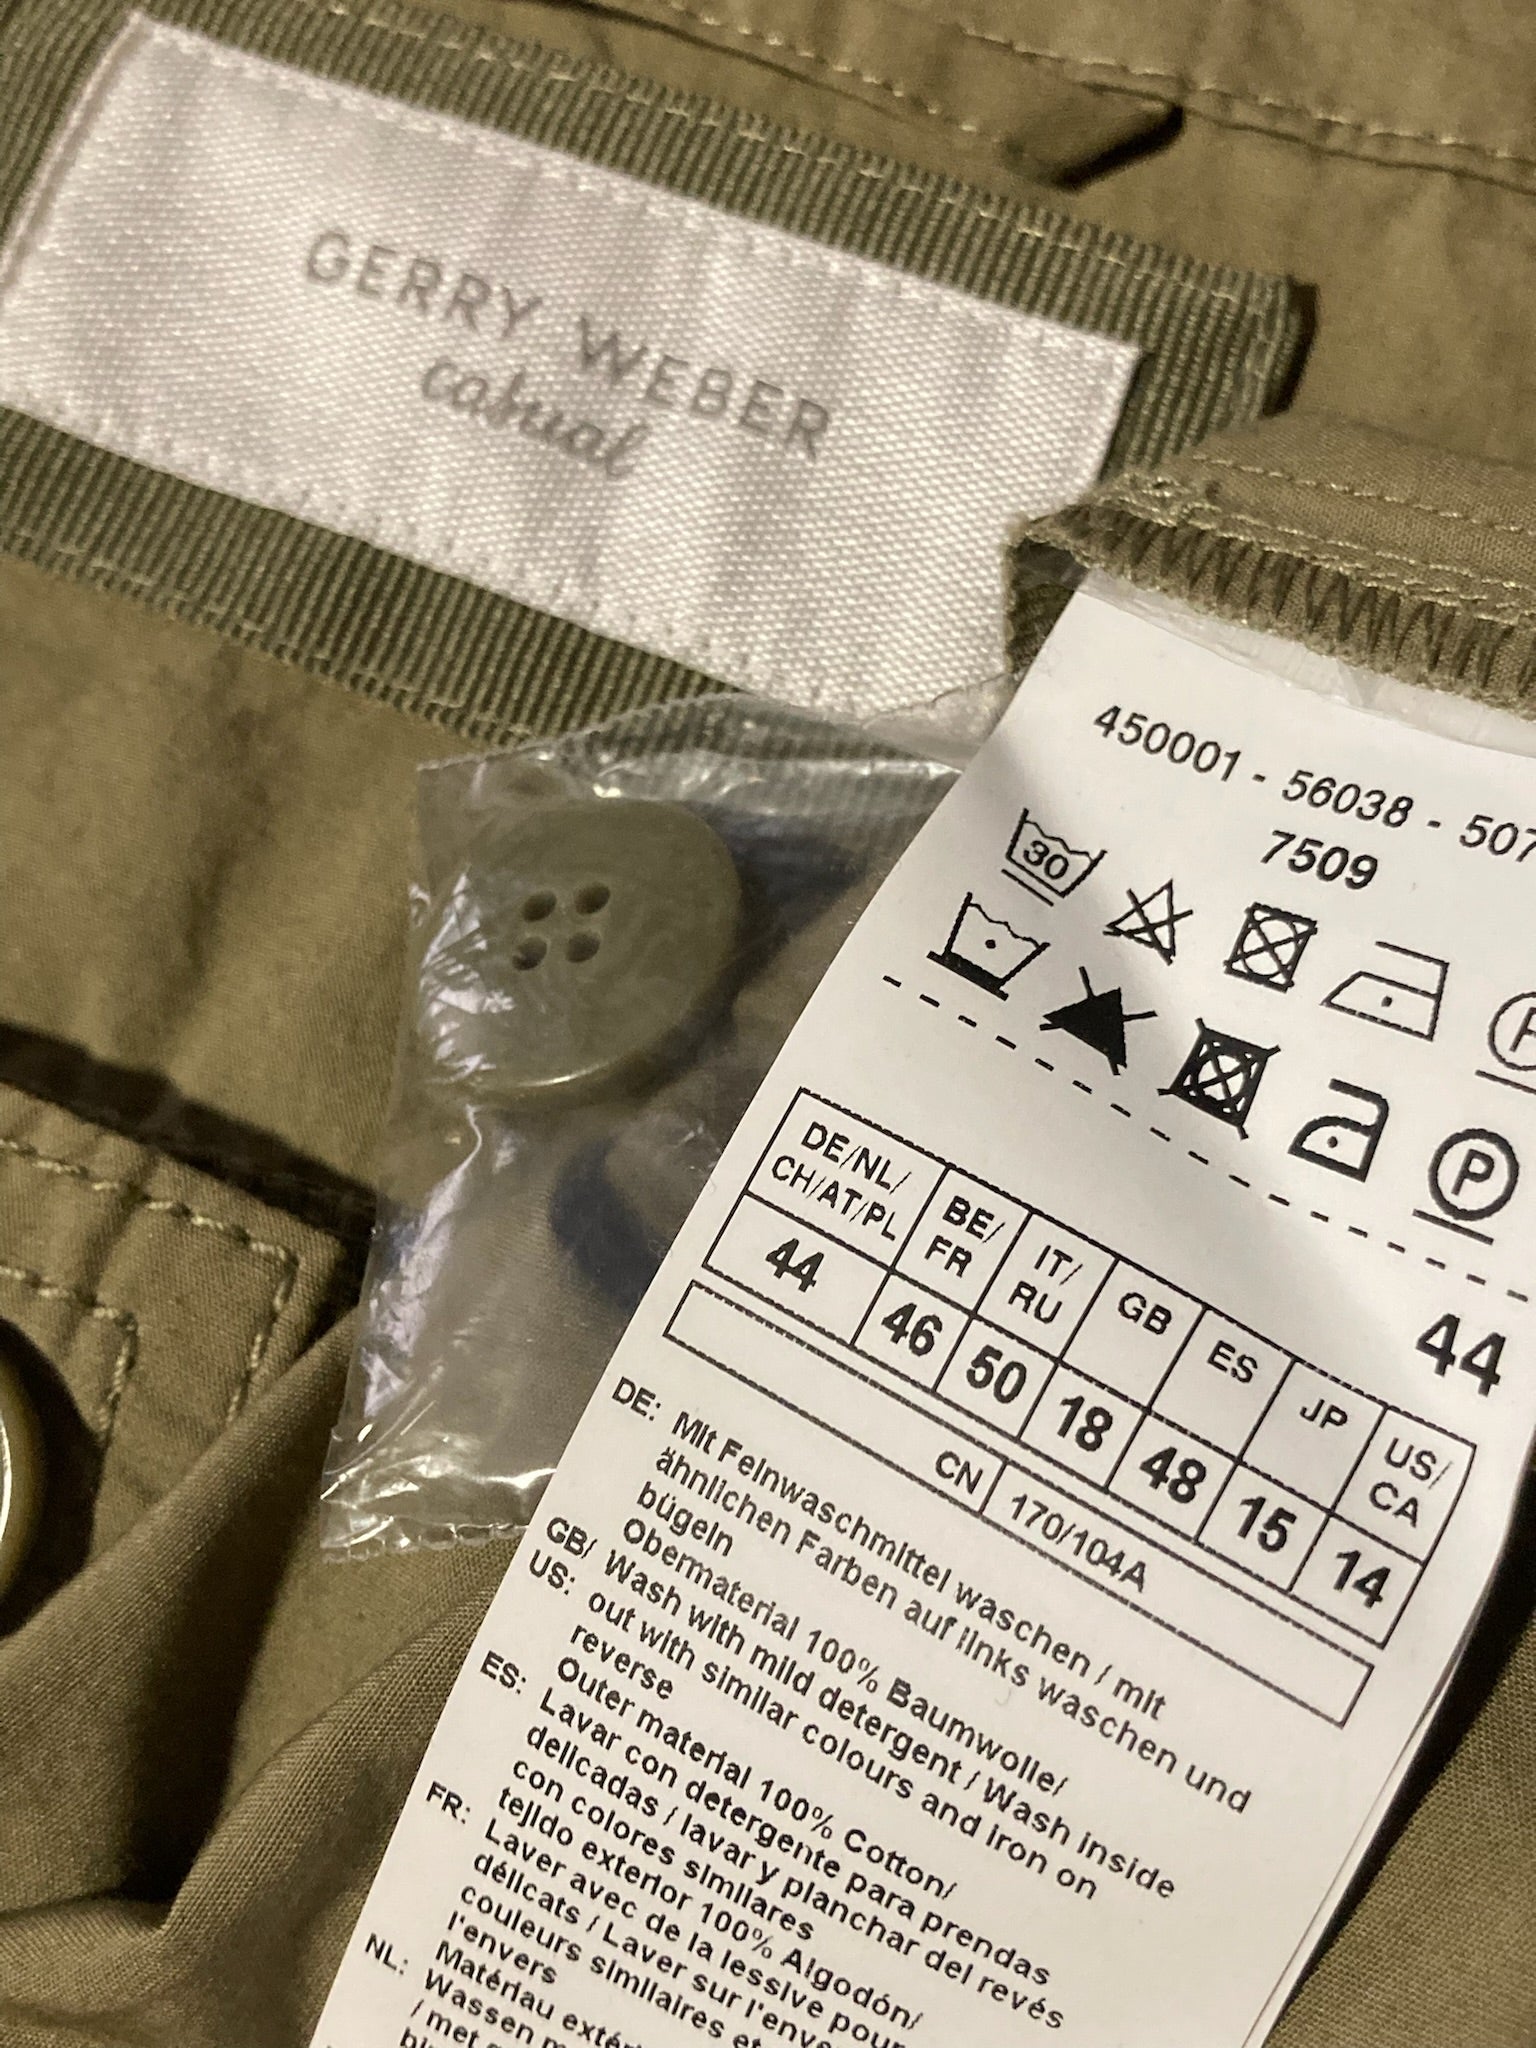 GERRY WEBER
casual
450001 - 56038 - 507
7509
30
P
DE/NL/
CH/AT/PL
BE/
FR
IT/
RU
GB
ES
JP
US/
CA
44
46
50
18
48
15
14
44
CN 170/104A
DE: Mit Feinwaschmittel waschen / mit
ähnlichen Farben auf links waschen und
bügeln
Obermaterial 100% Baumwolle/
GB/ Wash with mild detergent / Wash inside
US: out with similar colours and iron on
reverse
Outer material 100% Cotton/
ES: Lavar con detergente para prendas
delicadas / lavar y planchar del revés
con colores similares
tejido exterior 100% Algodón/
FR: Laver avec de la lessive pour
délicats / Laver sur l'enve
couleurs similaires et
l'envers
Matériau extéri
NL: Wassen m
/ met